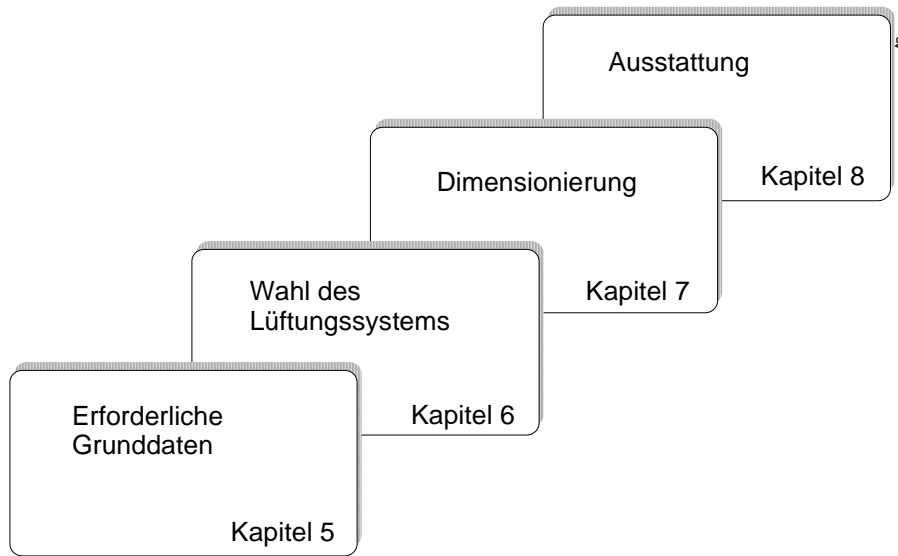 Ausstattung
Kapitel 8
Dimensionierung
Kapitel 7
Wahl des
Lüftungssystems
Kapitel 6
Erforderliche
Grunddaten
Kapitel 5